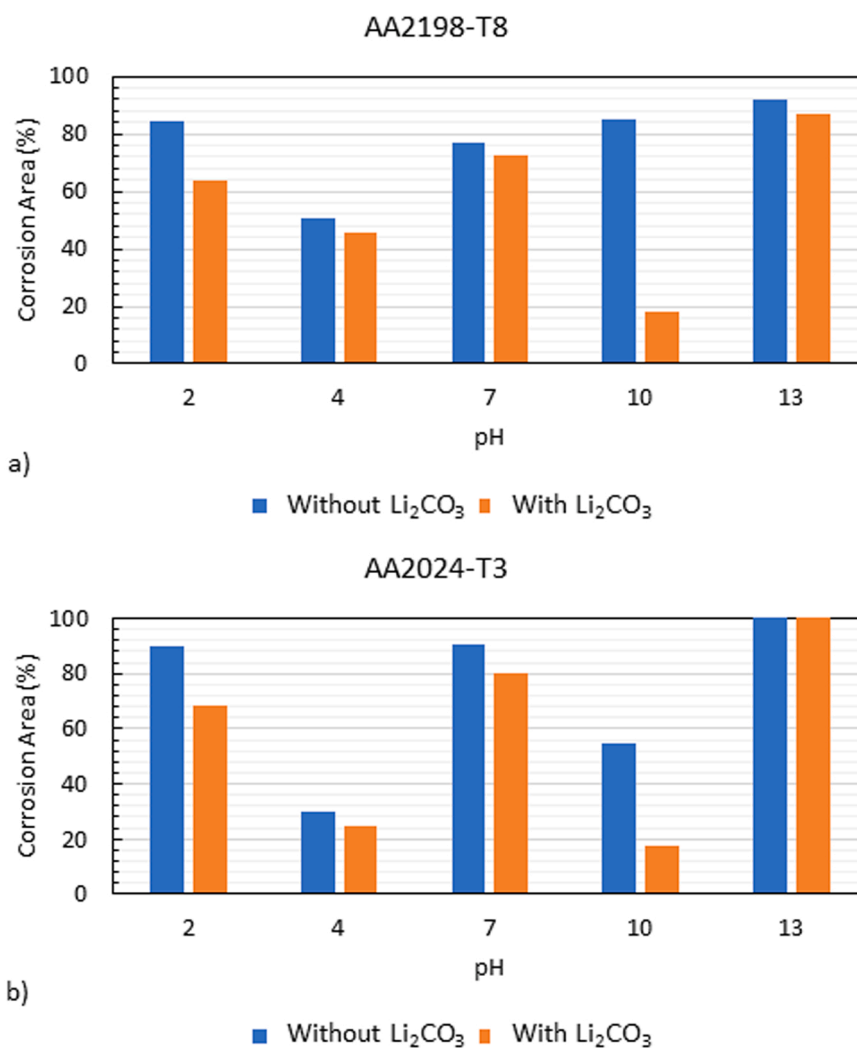 AA2198-T8
100
80
60
40
20
0
Corrosion Area (%)
2 4 7 10 13
pH
a)
Without Li₂CO₃ With Li₂CO₃
AA2024-T3
100
80
60
40
20
0
Corrosion Area (%)
2 4 7 10 13
pH
b)
Without Li₂CO₃ With Li₂CO₃